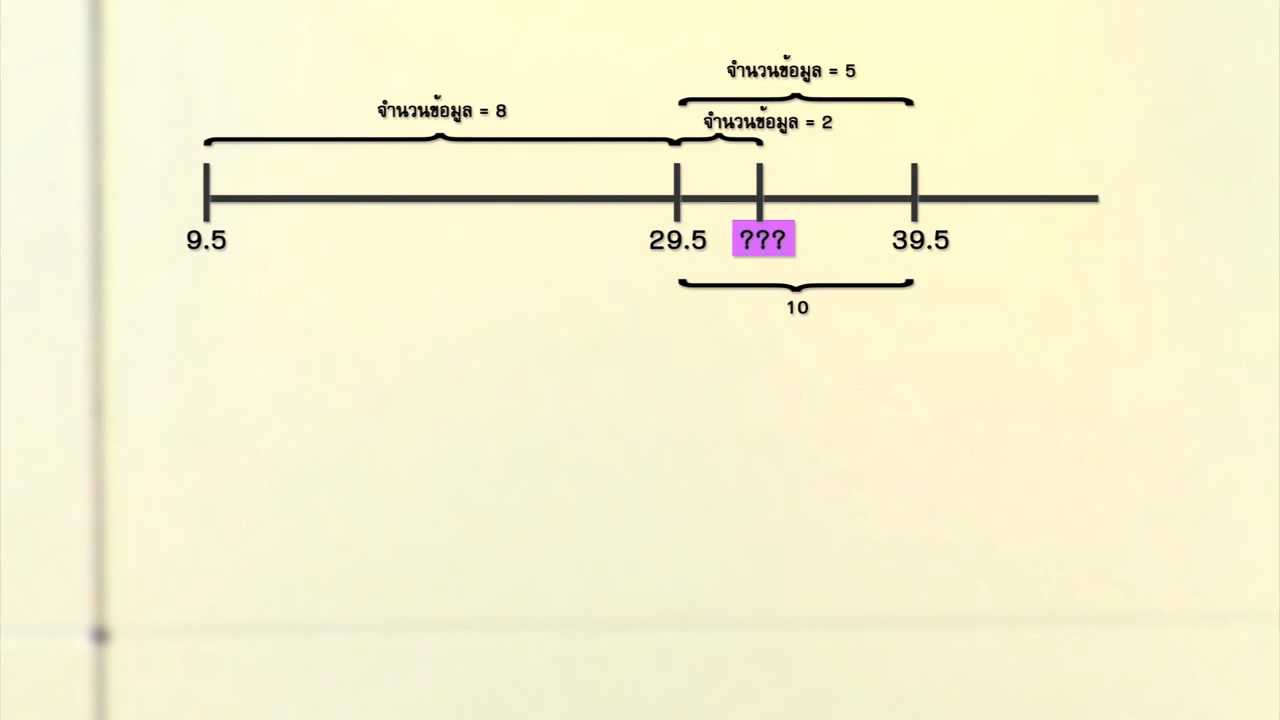 จำนวนข้อมูล = 5
จำนวนข้อมูล = 8
จำนวนข้อมูล = 2
9.5 29.5 ??? 39.5
10